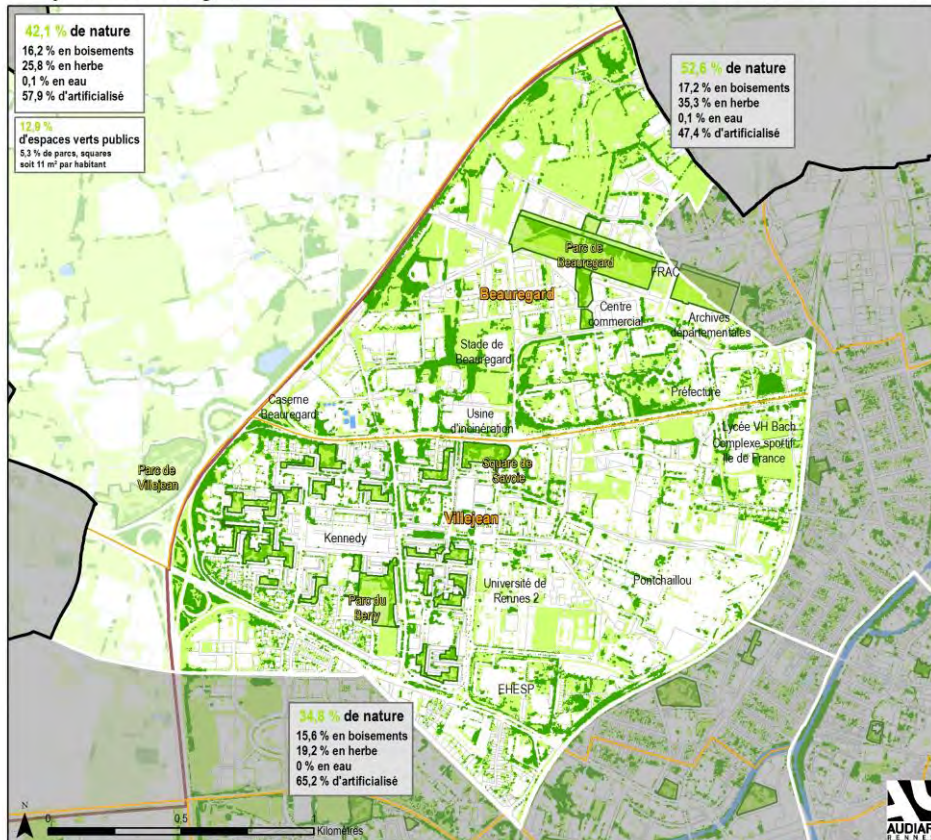 42,1 % de nature
16,2 % en boisements
25,8 % en herbe
0,1 % en eau
57,9 % d'artificialisé
12,9 %
d'espaces verts publics
5,3 % de parcs, squares
soit 11 m² par habitant
52,6 % de nature
17,2 % en boisements
35,3 % en herbe
0,1 % en eau
47,4 % d'artificialisé
Parc de
Beauregard
FRAC
Beauregard
Centre
commercial
Archives
départementales
Stade de
Beauregard
Préfecture
Caserne
Beauregard
Usine
d'incinération
Lycée VH Bach
Complexe sportif
Ile de France
Parc de
Villejean
Square de
Savoie
Villejean
Kennedy
Université de
Rennes 2
Pontchaillou
Parc du
Berry
EHESP
34,8 % de nature
15,6 % en boisements
19,2 % en herbe
0 % en eau
65,2 % d'artificialisé
N
0 0,5 1
Kilomètres
AUDIAR
RENNES